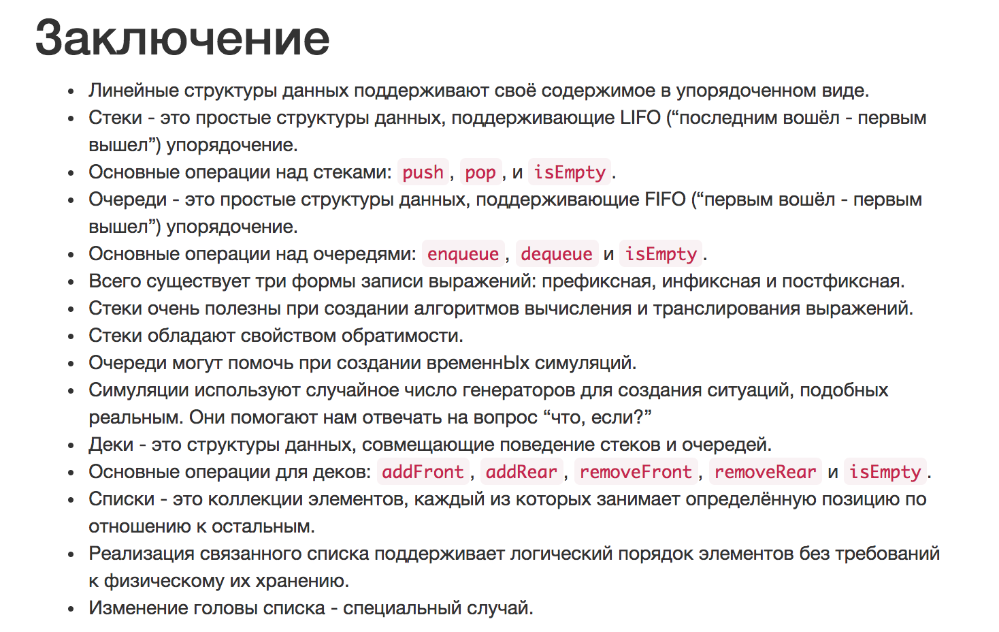 Заключение
• Линейные структуры данных поддерживают своё содержимое в упорядоченном виде.
• Стеки - это простые структуры данных, поддерживающие LIFO (“последним вошёл - первым
вышел”) упорядочение.
• Основные операции над стеками: push, pop, и isEmpty.
• Очереди - это простые структуры данных, поддерживающие FIFO (“первым вошёл - первым
вышел”) упорядочение.
• Основные операции над очередями: enqueue, dequeue и isEmpty.
• Всего существует три формы записи выражений: префиксная, инфиксная и постфиксная.
• Стеки очень полезны при создании алгоритмов вычисления и транслирования выражений.
• Стеки обладают свойством обратимости.
• Очереди могут помочь при создании временнЫх симуляций.
• Симуляции используют случайное число генераторов для создания ситуаций, подобных
реальным. Они помогают нам отвечать на вопрос “что, если?”
• Деки - это структуры данных, совмещающие поведение стеков и очередей.
• Основные операции для деков: addFront, addRear, removeFront, removeRear и isEmpty.
• Списки - это коллекции элементов, каждый из которых занимает определённую позицию по
отношению к остальным.
• Реализация связанного списка поддерживает логический порядок элементов без требований
к физическому их хранению.
• Изменение головы списка - специальный случай.